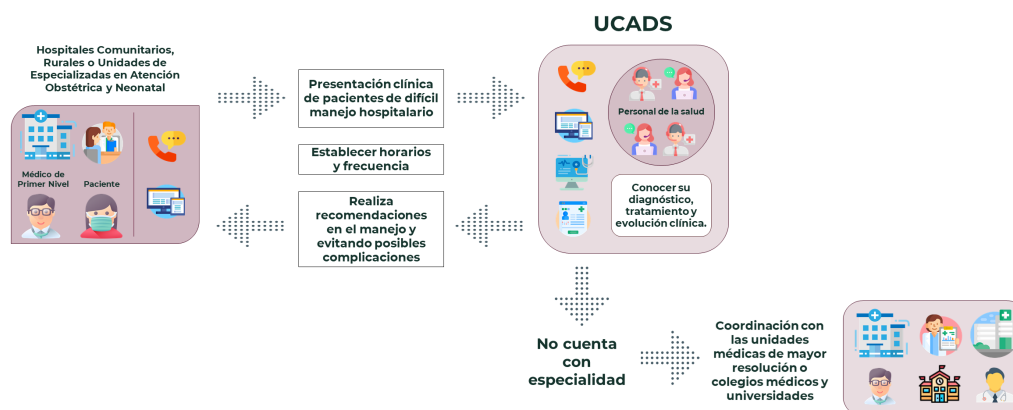 UCADS
Hospitales Comunitarios,
Rurales o Unidades de
Especializadas en Atención
Obstétrica y Neonatal
Médico de
Primer Nivel
Paciente
Presentación clínica
de pacientes de difícil
manejo hospitalario
Establecer horarios
y frecuencia
Realiza
recomendaciones
en el manejo y
evitando posibles
complicaciones
Personal de la salud
Conocer su
diagnóstico,
tratamiento y
evolución clínica.
No cuenta
con
especialidad
Coordinación con
las unidades
médicas de mayor
resolución o
colegios médicos y
universidades